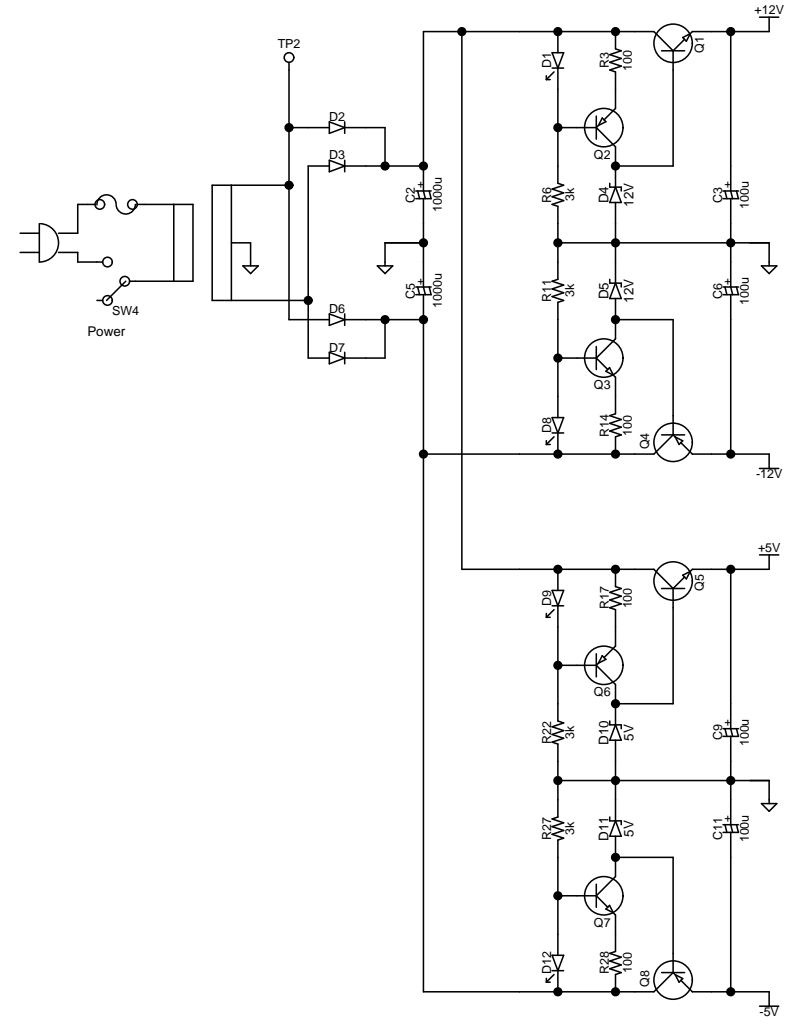 +12V
TP2
D1
R3
100
Q1
D2
Q2
D3
C2
+
1000u
R6
3k
D4
12V
C3
+
100u
C5
+
1000u
R11
3k
D5
12V
C6
+
100u
SW4
Power
D6
D7
Q3
D8
R14
100
Q4
-12V
+5V
D9
R17
100
Q5
Q6
R22
3k
D10
5V
C9
+
100u
R27
3k
D11
5V
C11
+
100u
Q7
D12
R28
100
Q8
-5V